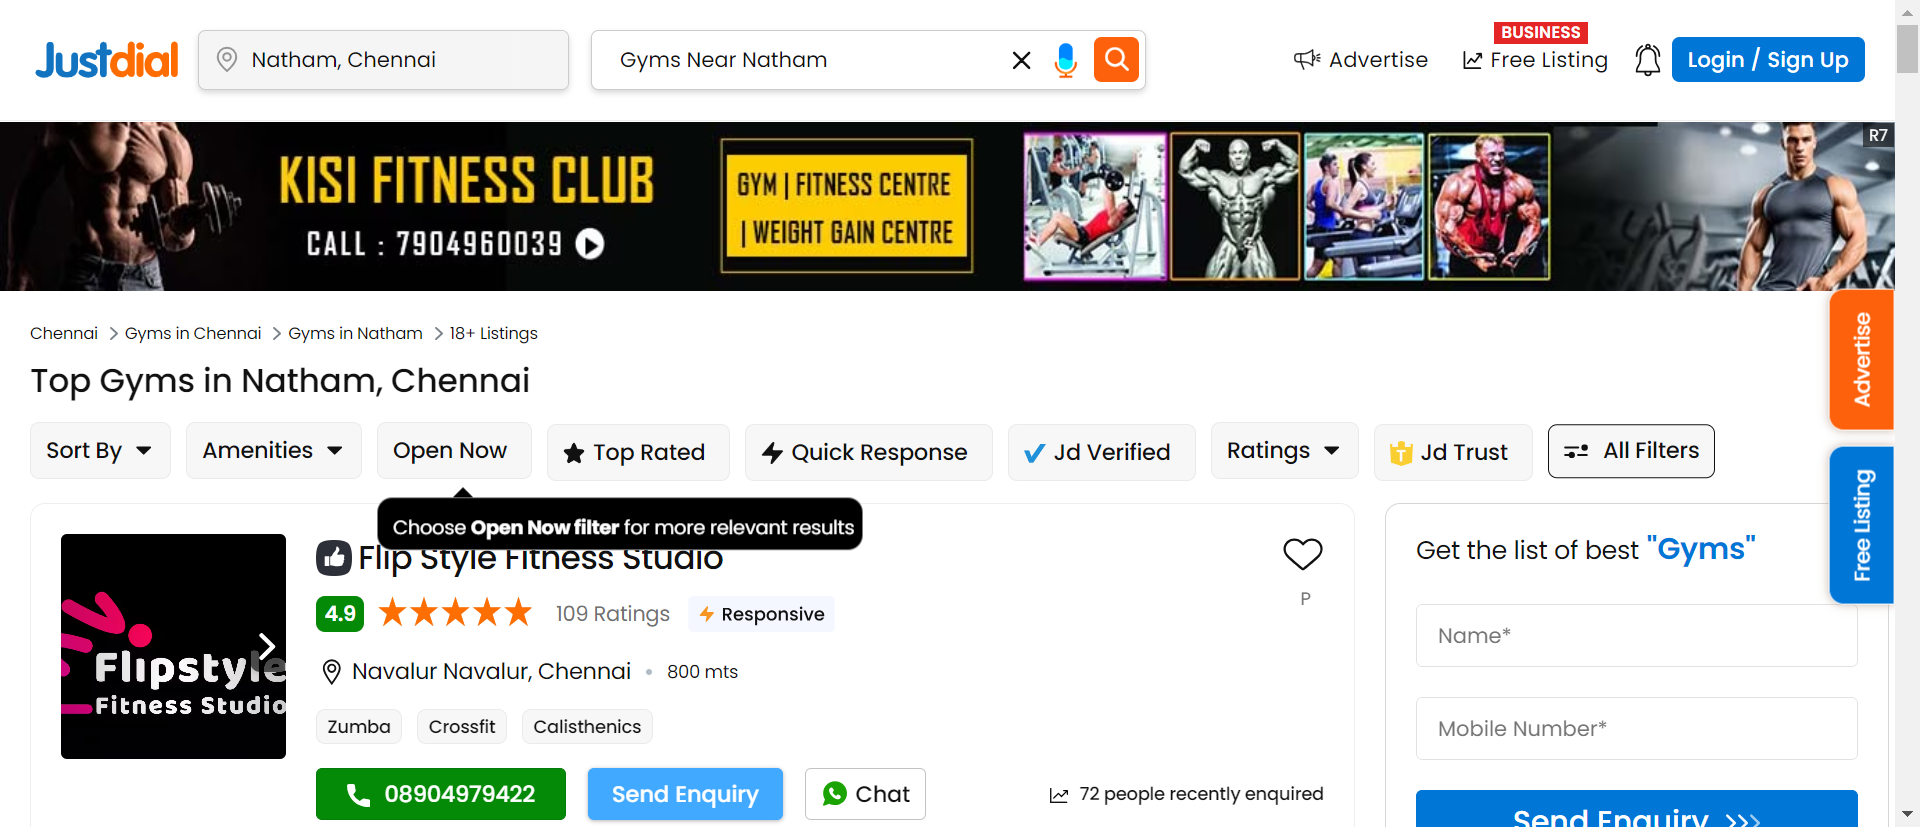 Justdial
Natham, Chennai
Gyms Near Natham
Advertise
BUSINESS
Free Listing
Login / Sign Up
KISI FITNESS CLUB
CALL : 7904960039
GYM | FITNESS CENTRE
| WEIGHT GAIN CENTRE
R7
Chennai > Gyms in Chennai > Gyms in Natham > 18+ Listings
Top Gyms in Natham, Chennai
Sort By
Amenities
Open Now
Top Rated
Quick Response
Jd Verified
Ratings
Jd Trust
All Filters
Choose Open Now filter for more relevant results
Flipstyle
Fitness Studio
Flip Style Fitness Studio
4.9
109 Ratings
Responsive
P
Navalur Navalur, Chennai • 800 mts
Zumba
Crossfit
Calisthenics
08904979422
Send Enquiry
Chat
72 people recently enquired
Get the list of best "Gyms"
Name*
Mobile Number*
Send Enquiry >>>
Advertise
Free Listing